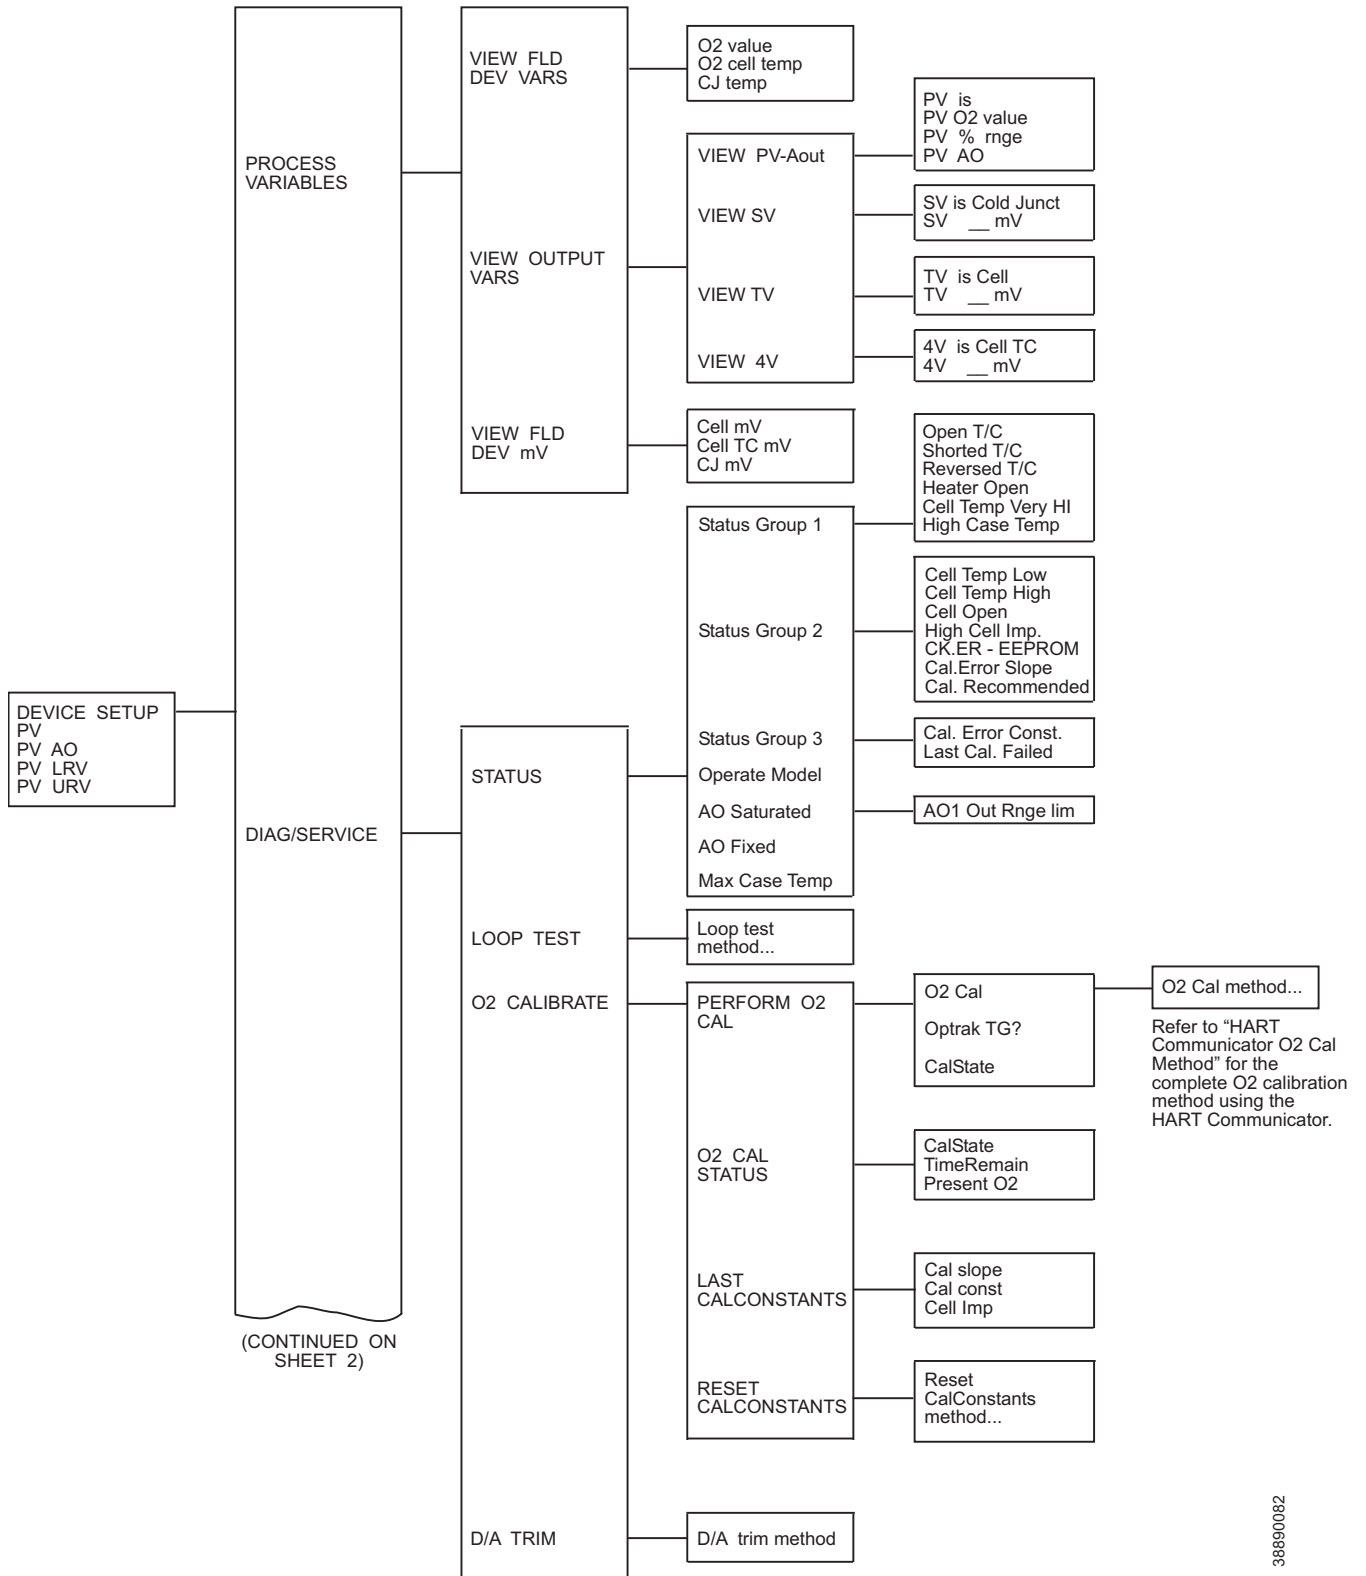 DEVICE SETUP
PV
PV AO
PV LRV
PV URV
PROCESS
VARIABLES
DIAG/SERVICE
(CONTINUED ON
SHEET 2)
VIEW FLD
DEV VARS
VIEW OUTPUT
VARS
VIEW FLD
DEV mV
O2 value
O2 cell temp
CJ temp
VIEW PV-Aout
VIEW SV
VIEW TV
VIEW 4V
PV is
PV O2 value
PV % rnge
PV AO
SV is Cold Junct
SV __ mV
TV is Cell
TV __ mV
4V is Cell TC
4V __ mV
Cell mV
Cell TC mV
CJ mV
STATUS
LOOP TEST
O2 CALIBRATE
D/A TRIM
Status Group 1
Status Group 2
Status Group 3
Operate Model
AO Saturated
AO Fixed
Max Case Temp
Open T/C
Shorted T/C
Reversed T/C
Heater Open
Cell Temp Very HI
High Case Temp
Cell Temp Low
Cell Temp High
Cell Open
High Cell Imp.
CK.ER - EEPROM
Cal.Error Slope
Cal. Recommended
Cal. Error Const.
Last Cal. Failed
AO1 Out Rnge lim
Loop test
method...
PERFORM O2
CAL
O2 CAL
STATUS
LAST
CALCONSTANTS
RESET
CALCONSTANTS
O2 Cal
Optrak TG?
CalState
O2 Cal method...
Refer to “HART
Communicator O2 Cal
Method” for the
complete O2 calibration
method using the
HART Communicator.
CalState
TimeRemain
Present O2
Cal slope
Cal const
Cell Imp
Reset
CalConstants
method...
D/A trim method
38890082